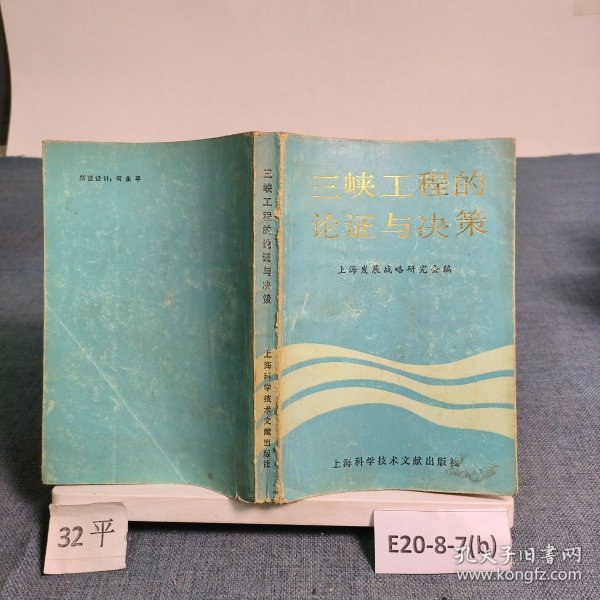 封面设计：何永平
三峡工程的论证与决策
上海科学技术文献出版社
三峡工程的
论证与决策
上海发展战略研究会编
上海科学技术文献出版社
32平
E20-8-7(b)
孔夫子旧书网
www.kongfz.com